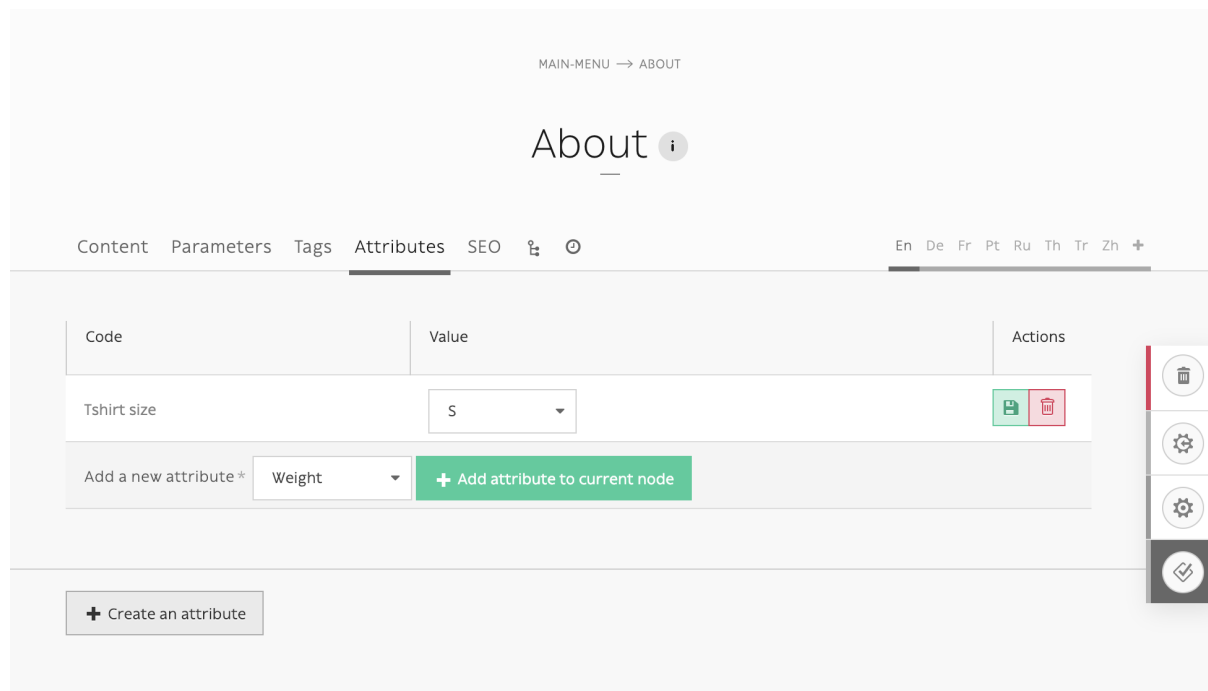 MAIN-MENU → ABOUT
About i
Content Parameters Tags Attributes SEO
En De Fr Pt Ru Th Tr Zh +
Code Value Actions
Tshirt size S
Add a new attribute * Weight + Add attribute to current node
+ Create an attribute